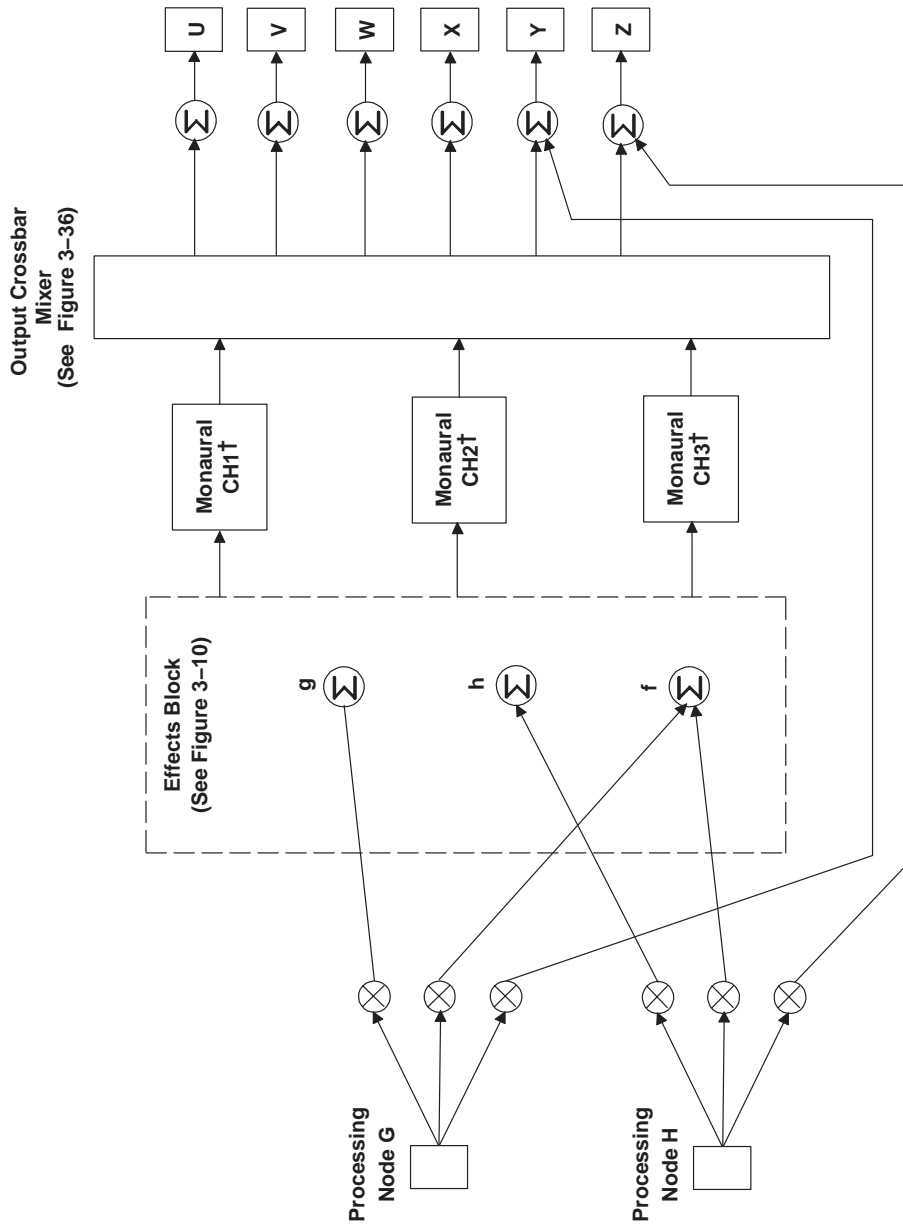 Processing
Node G
Processing
Node H
Effects Block
(See Figure 3–10)
g
h
f
Σ
Σ
Σ
Monaural
CH1†
Monaural
CH2†
Monaural
CH3†
Output Crossbar
Mixer
(See Figure 3–36)
Σ
Σ
Σ
Σ
Σ
Σ
U
V
W
X
Y
Z